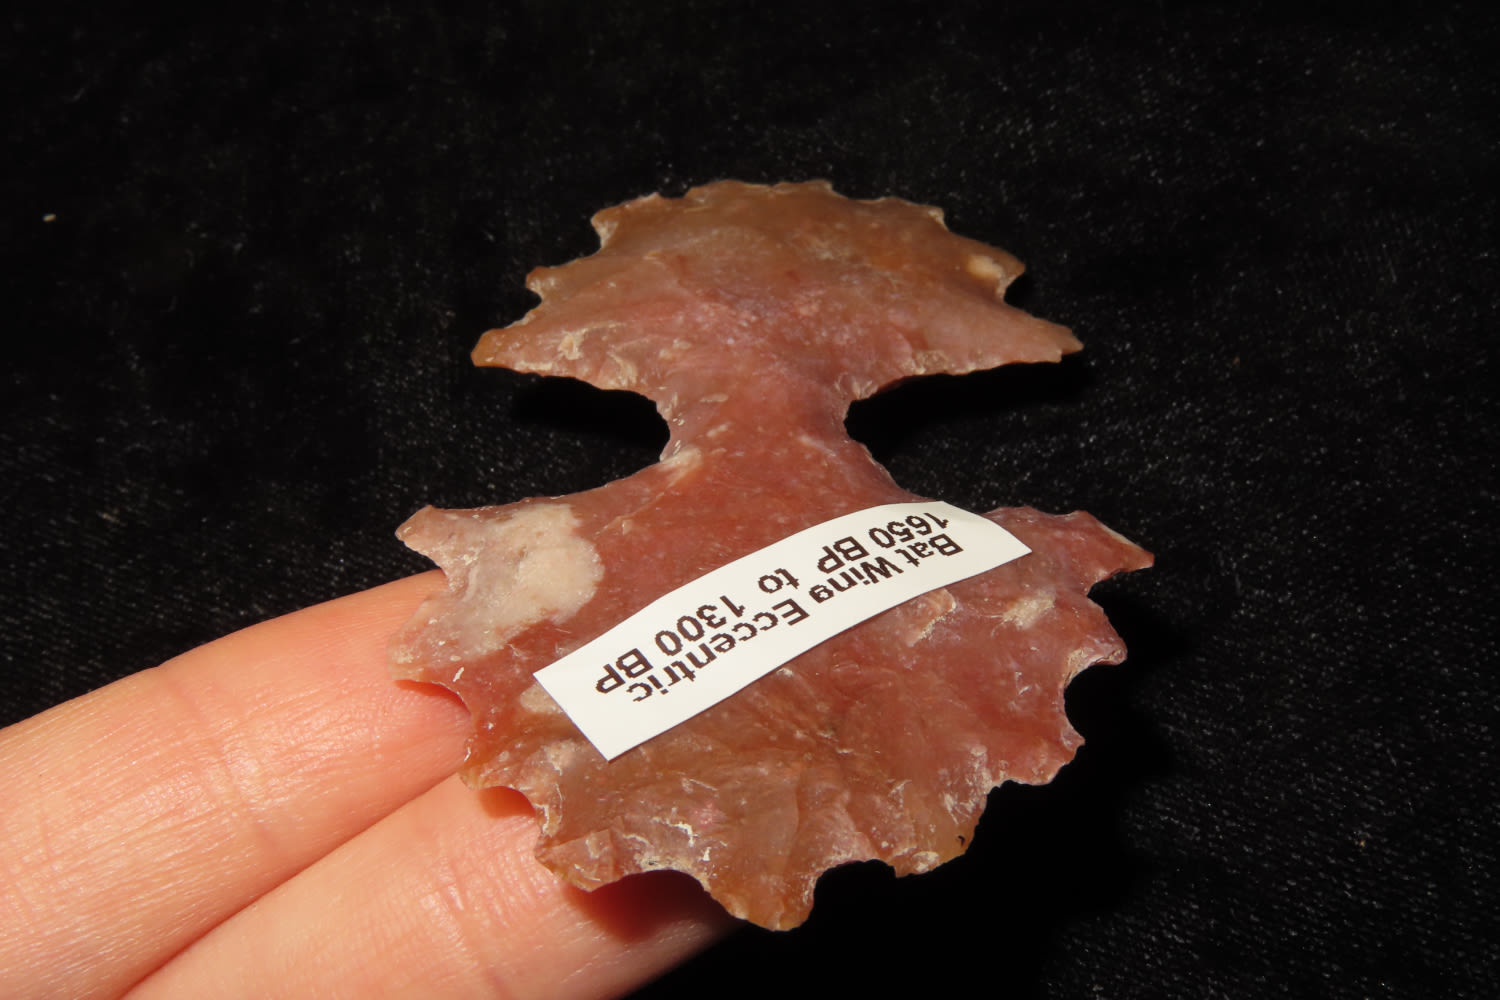 Bat Wing Eccentric
1650 BP to 1300 BP